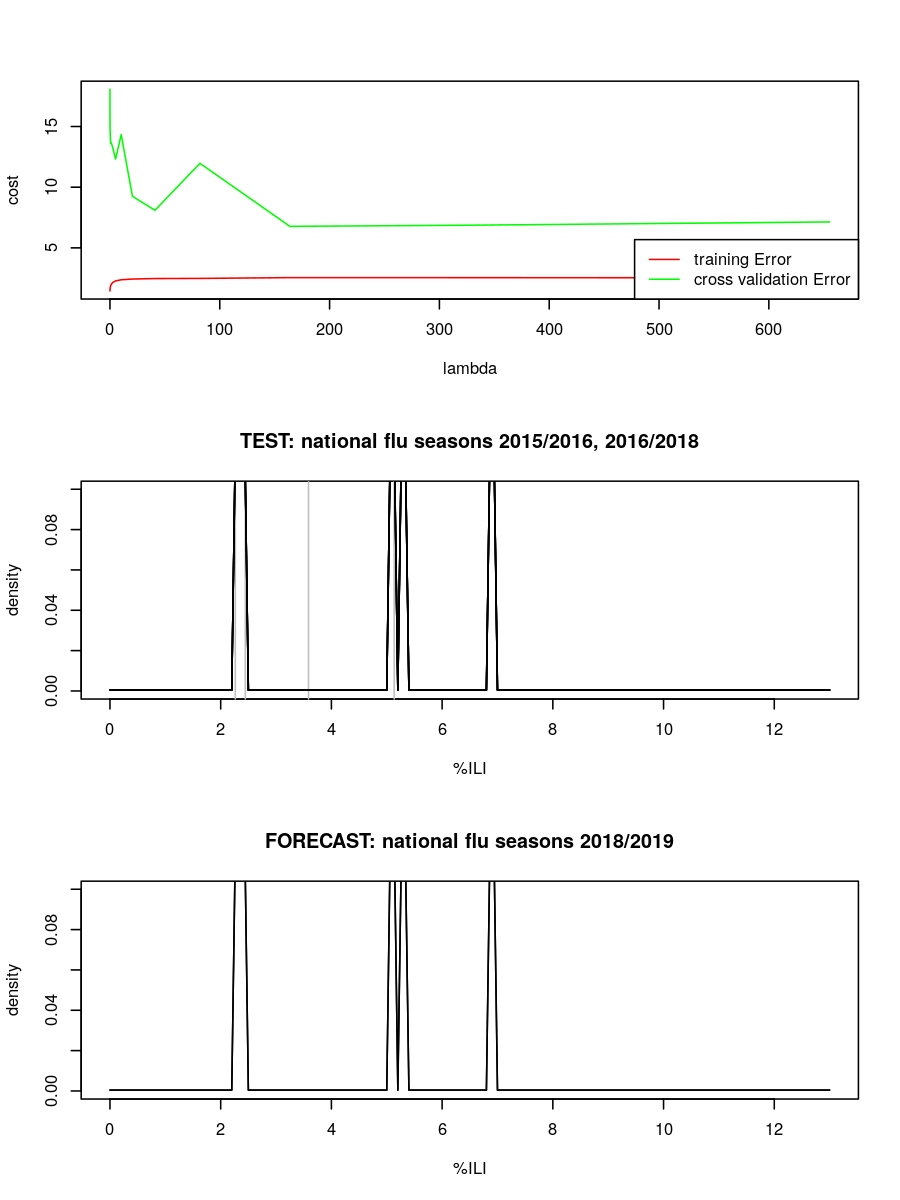 cost
15
10
5
training Error
cross validation Error
0 100 200 300 400 500 600
lambda
TEST: national flu seasons 2015/2016, 2016/2018
density
0.08
0.04
0.00
0 2 4 6 8 10 12
%ILI
FORECAST: national flu seasons 2018/2019
density
0.08
0.04
0.00
0 2 4 6 8 10 12
%ILI